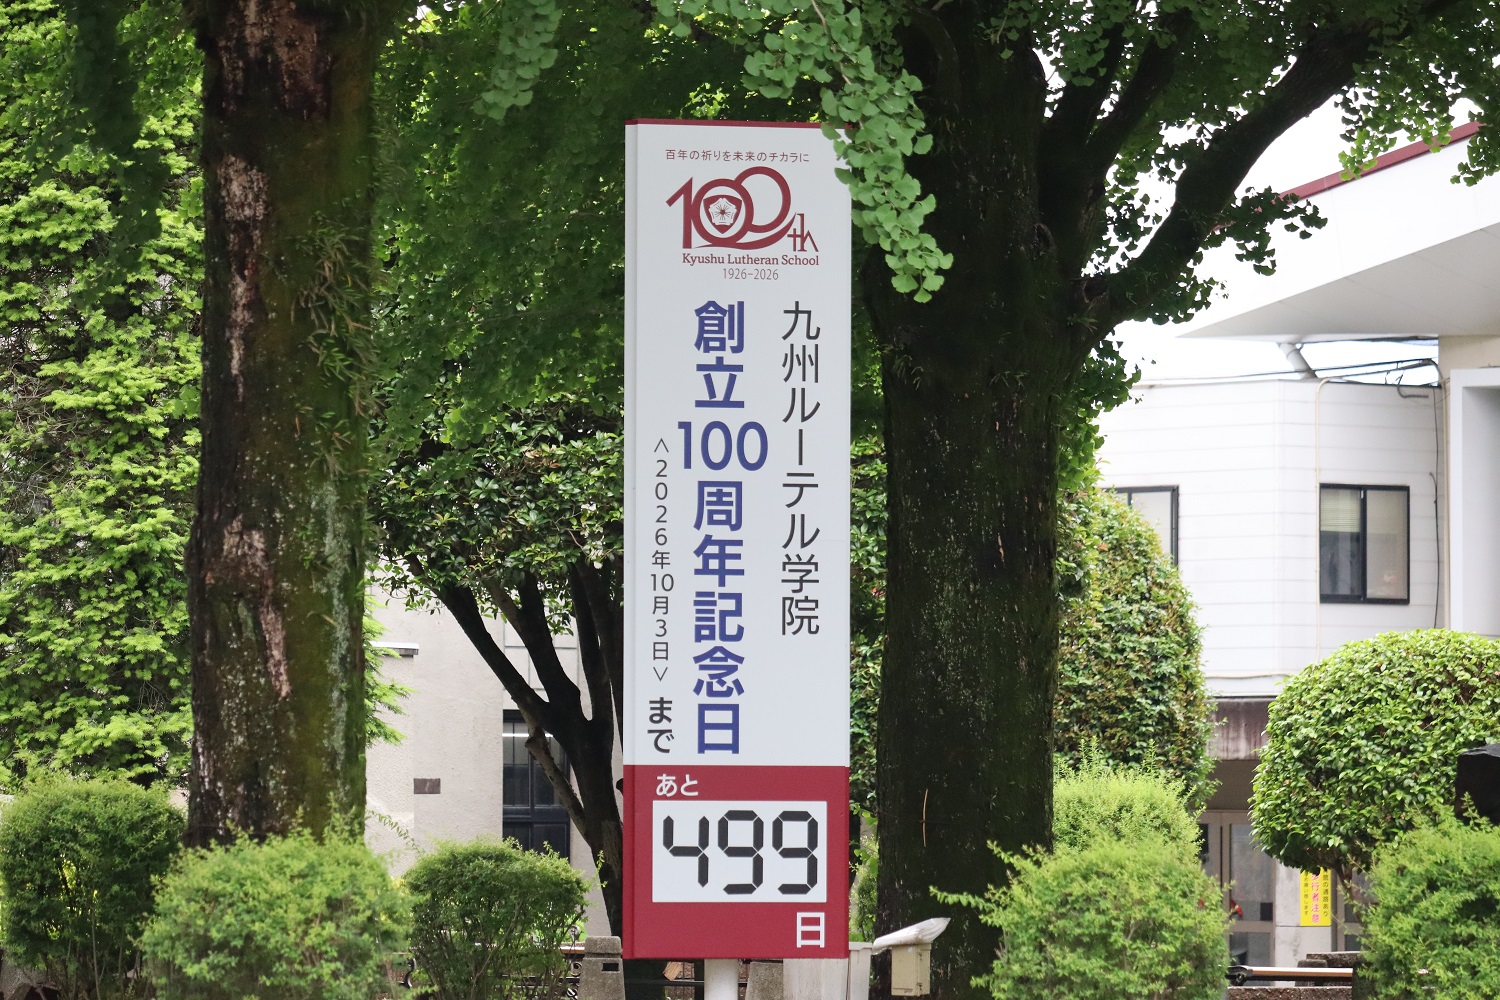 百年の祈りを未来のチカラに
100th
Kyushu Lutheran School
1926-2026
九州ルーテル学院
創立100周年記念日
<2026年10月3日>まで
あと
499
日